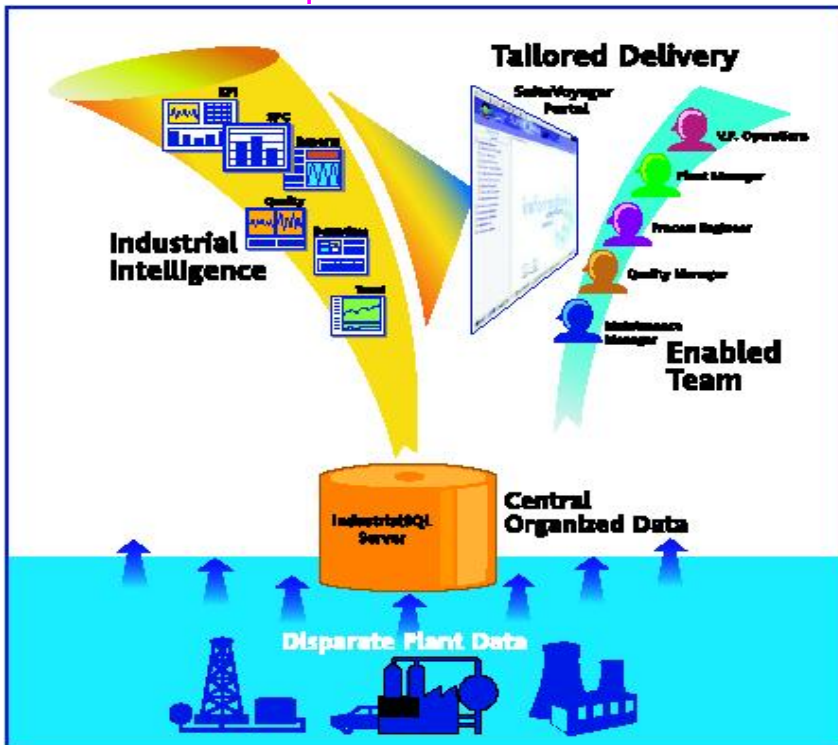 Tailored Delivery
SuiteVoyager
Portal
KPI
SPC
Reports
Quality
Trend
Industrial
Intelligence
V.P. Operations
Plant Manager
Process Engineer
Quality Manager
Maintenance
Manager
Enabled
Team
IndustrialSQL
Server
Central
Organized Data
Disparate Plant Data